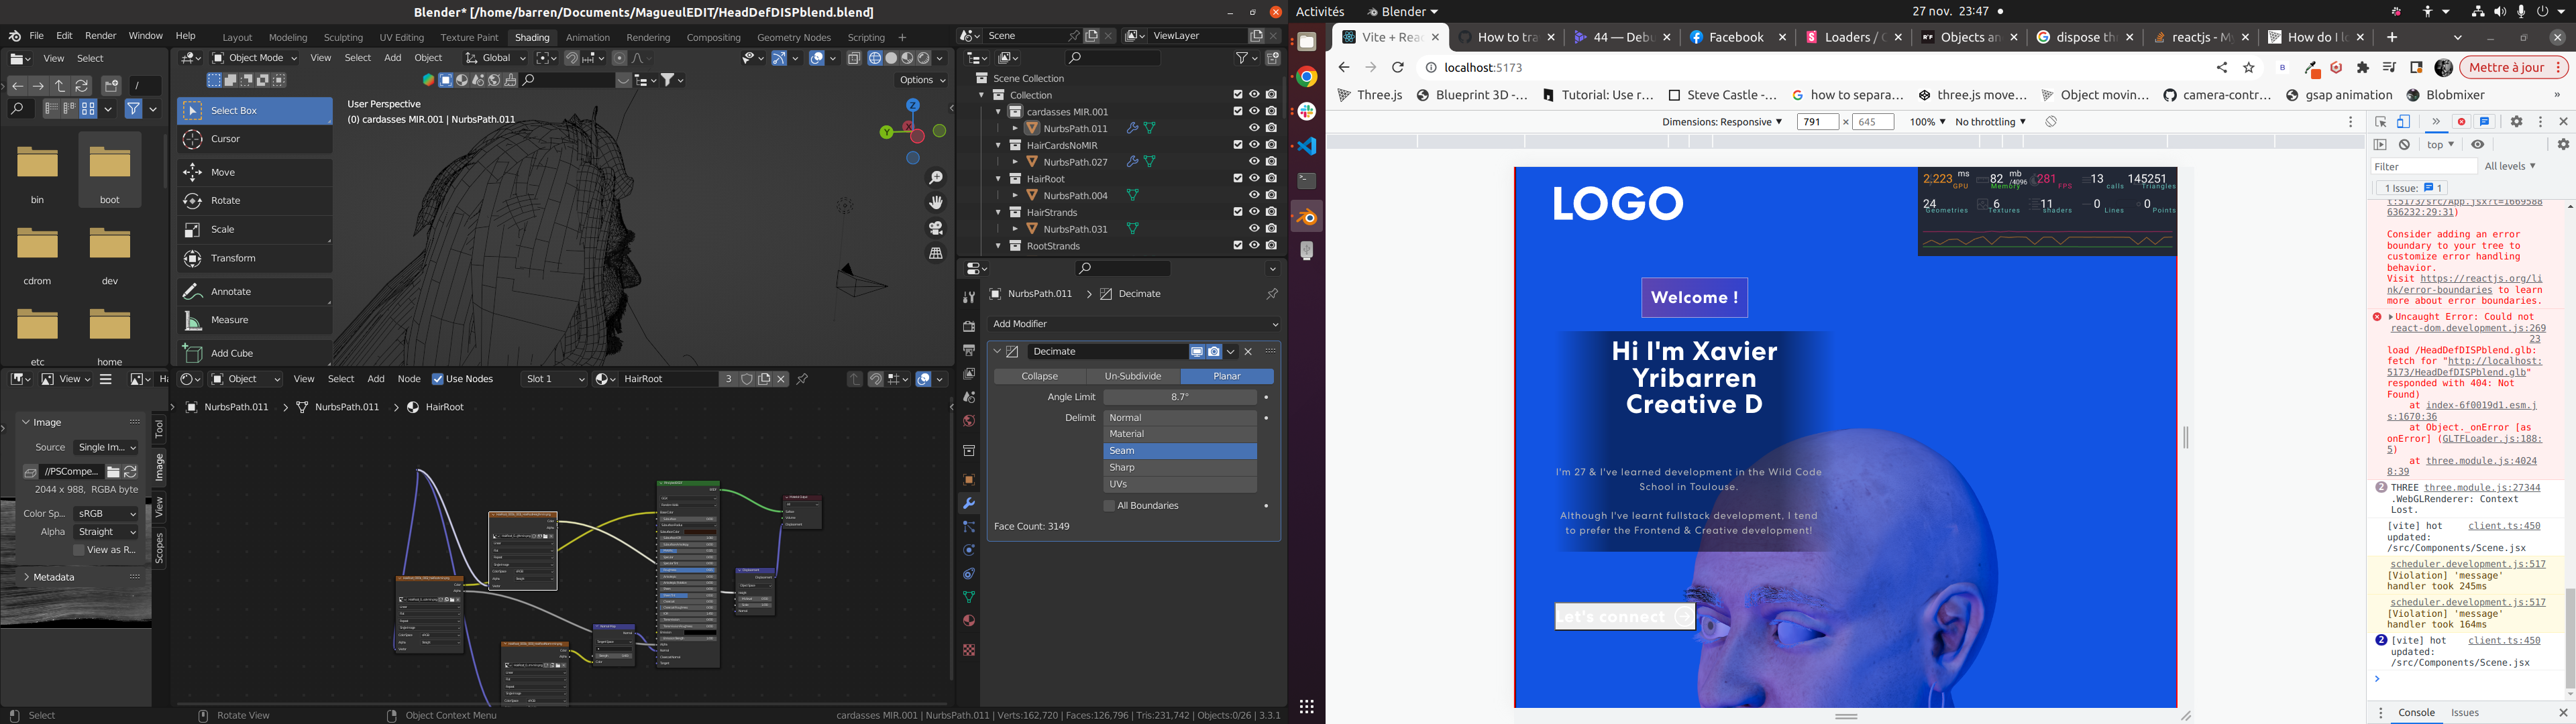 Blender* [/home/barren/Documents/MagueulEDIT/HeadDefDISPblend.blend]
File Edit Render Window Help
Layout Modeling Sculpting UV Editing Texture Paint Shading Animation Rendering Compositing Geometry Nodes Scripting +
Scene
ViewLayer
View Select
Object Mode
View Select Add Object
Global
Options
/
Select Box
Cursor
Move
Rotate
Scale
Transform
Annotate
Measure
Add Cube
bin
boot
cdrom
dev
etc
home
User Perspective
(0) cardasses MIR.001 | NurbsPath.011
Z
Y
X
Scene Collection
Collection
cardasses MIR.001
NurbsPath.011
HairCardsNoMIR
NurbsPath.027
HairRoot
NurbsPath.004
HairStrands
NurbsPath.031
RootStrands
NurbsPath.011 > Decimate
Add Modifier
Decimate
Collapse Un-Subdivide Planar
Angle Limit 8.7°
Delimit Normal
Material
Seam
Sharp
UVs
All Boundaries
Face Count: 3149
View
Object
View Select Add Node Use Nodes
Slot 1
HairRoot
3
NurbsPath.011 > NurbsPath.011 > HairRoot
Image
Source Single Im...
//PSCompe...
2044 x 988, RGBA byte
Color Sp... sRGB
Alpha Straight
View as R...
Metadata
Tool
Image
View
Scopes
Select
Rotate View
Object Context Menu
cardasses MIR.001 | NurbsPath.011 | Verts:162,720 | Faces:126,796 | Tris:231,742 | Objects:0/26 | 3.3.1
Activités
Blender
27 nov. 23:47
Vite + Rea
How to tra
44 — Debu
Facebook
Loaders / G
Objects an
dispose th
reactjs - My
How do I lo
localhost:5173
Mettre à jour
Three.js
Blueprint 3D -...
Tutorial: Use r...
Steve Castle -...
how to separa...
three.js move...
Object movin...
camera-contr...
gsap animation
Blobmixer
»
Dimensions: Responsive
791 × 645
100%
No throttling
LOGO
2,223 ms GPU
82 mb /4096 Memory
281 FPS
13 calls
145251 Triangles
24 Geometries
6 Textures
11 shaders
0 Lines
0 Points
Welcome !
Hi I'm Xavier
Yribarren
Creative D
I'm 27 & I've learned development in the Wild Code
School in Toulouse.
Although I've learnt fullstack development, I tend
to prefer the Frontend & Creative development!
Let's connect
top
Filter
All levels
1 Issue: 1
636232:29:31)
Consider adding an error
boundary to your tree to
customize error handling
behavior.
Visit https://reactjs.org/li
nk/error-boundaries to learn
more about error boundaries.
Uncaught Error: Could not
react-dom.development.js:269
23
load /HeadDefDISPblend.glb:
fetch for "http://localhost:
5173/HeadDefDISPblend.glb"
responded with 404: Not
Found)
at index-6f0019d1.esm.j
s:1670:36
at Object._onError [as
onError] (GLTFLoader.js:188:
5)
at three.module.js:4024
8:39
2 THREE three.module.js:27344
.WebGLRenderer: Context
Lost.
[vite] hot client.ts:450
updated:
/src/Components/Scene.jsx
scheduler.development.js:517
[Violation] 'message'
handler took 245ms
scheduler.development.js:517
[Violation] 'message'
handler took 164ms
2 [vite] hot client.ts:450
updated:
/src/Components/Scene.jsx
Console Issues